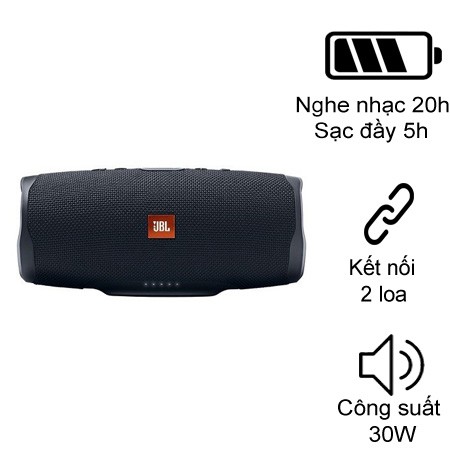 Nghe nhạc 20h
Sạc đầy 5h
JBL
Kết nối
2 loa
Công suất
30W